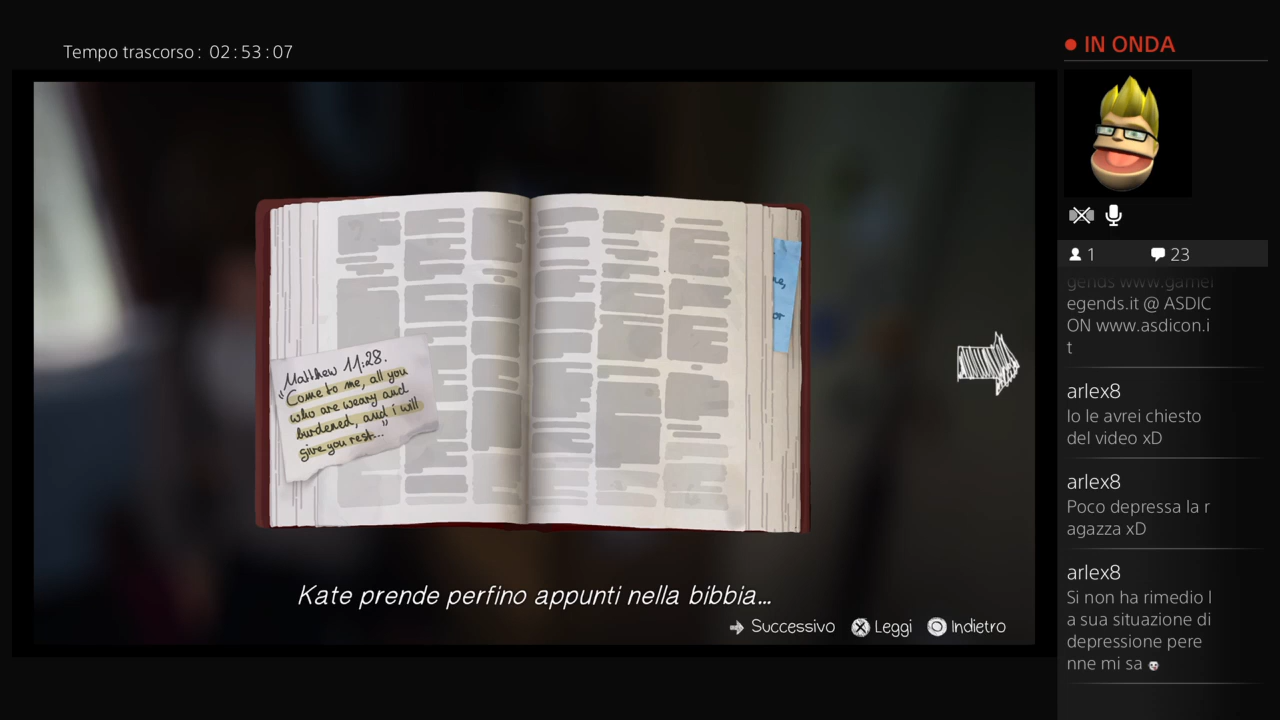 Tempo trascorso: 02:53:07
IN ONDA
1 23
gends www.gamel
egends.it @ ASDIC
ON www.asdicon.i
t
arlex8
Io le avrei chiesto
del video xD
arlex8
Poco depressa la r
agazza xD
arlex8
Si non ha rimedio l
a sua situazione di
depressione pere
nne mi sa
Matthew 11:28.
"Come to me, all you
who are weary and
burdened, and i will
give you rest..."
Kate prende perfino appunti nella bibbia...
Successivo Leggi Indietro